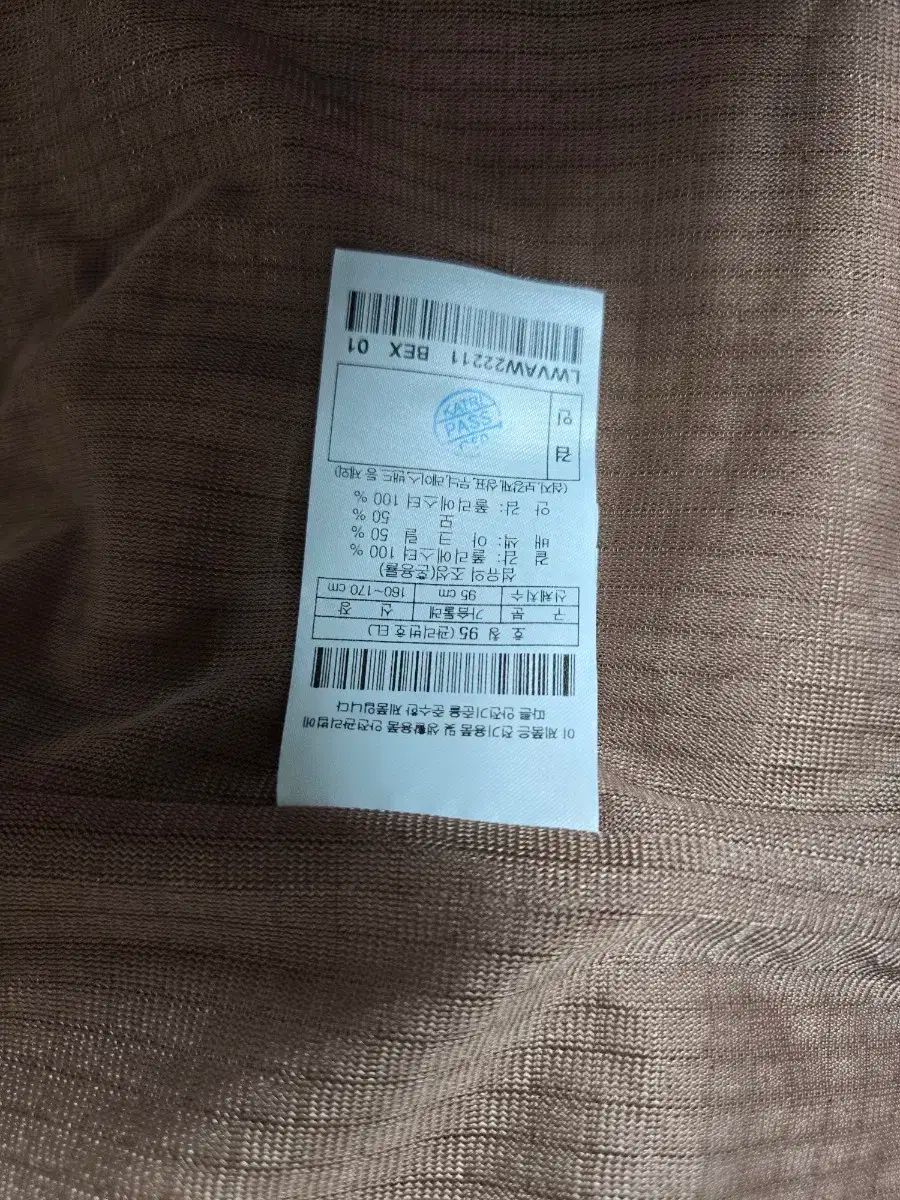 이 제품은 전기용품 및 생활용품 안전관리법에
따른 안전기준을 준수한 제품입니다
호 칭 95 (관리번호 EL)
구 분 가슴둘레 신 장
신체치수 95 cm 160~170 cm
섬유의 조성(혼용률)
겉 감: 폴리에스터 100 %
배 색: 아 크 릴 50 %
모 50 %
안 감: 폴리에스터 100 %
(심지,보강재,상표,무늬,레이스,밴드 등 제외)
검 인
KATRI
PASS
LWVAW22211 BEX 01